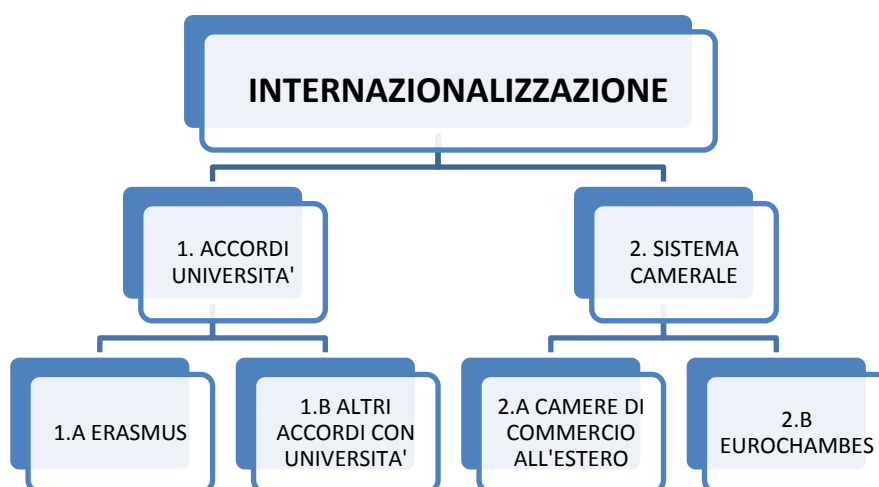 INTERNAZIONALIZZAZIONE
1. ACCORDI
UNIVERSITA'
2. SISTEMA
CAMERALE
1.A ERASMUS
1.B ALTRI
ACCORDI CON
UNIVERSITA'
2.A CAMERE DI
COMMERCIO
ALL'ESTERO
2.B
EUROCHAMBES